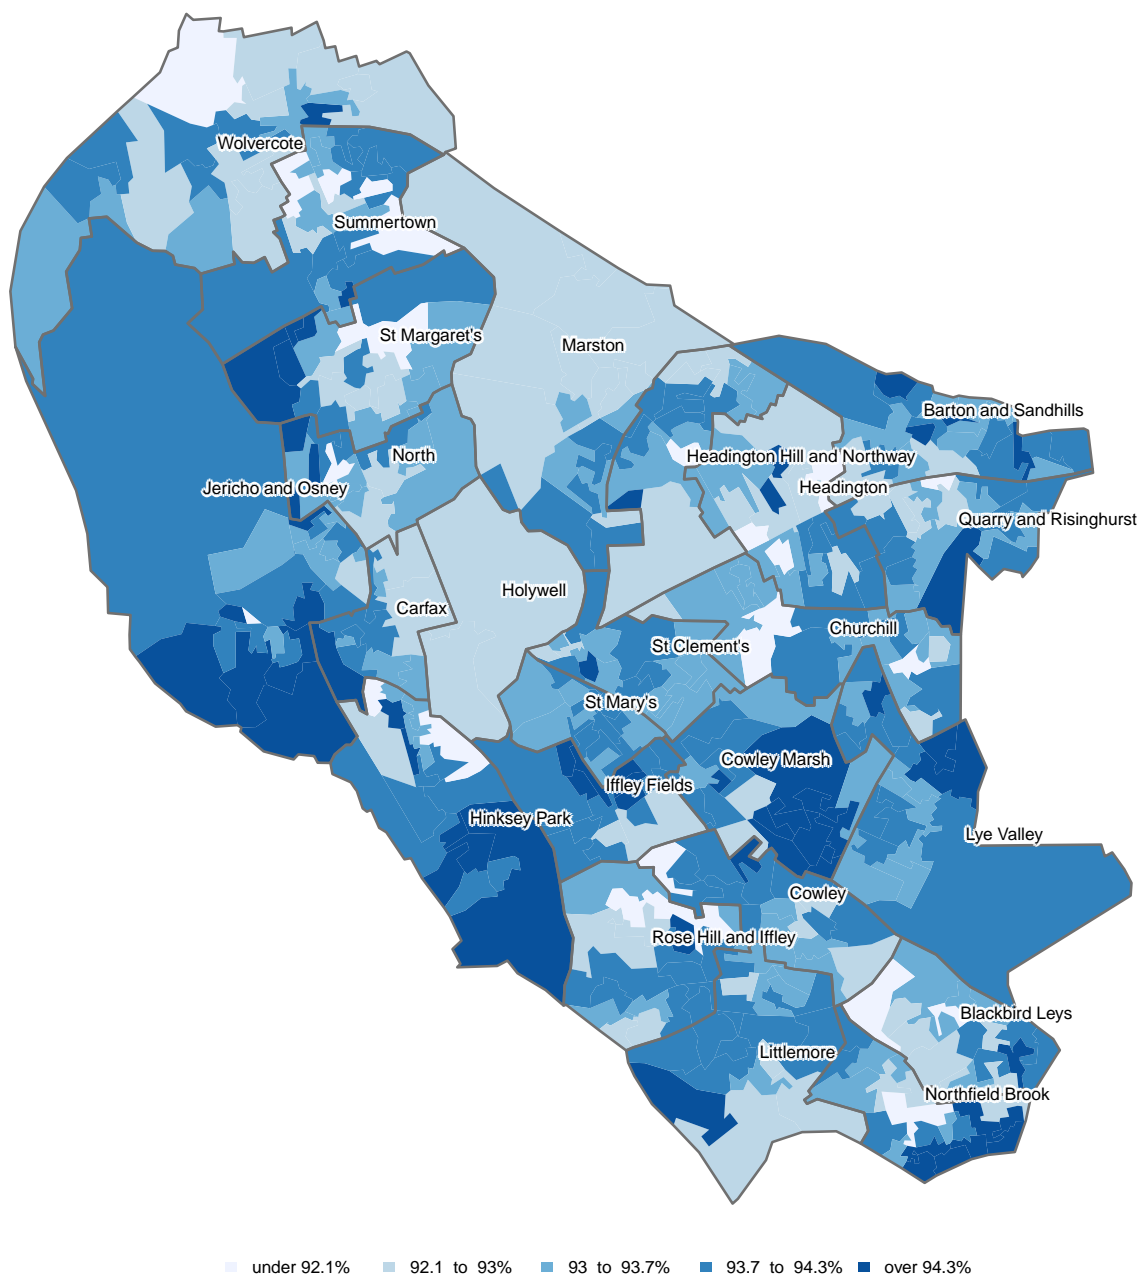 Wolvercote
Summertown
St Margaret's
Marston
Barton and Sandhills
North
Headington Hill and Northway
Jericho and Osney
Headington
Quarry and Risinghurst
Holywell
Carfax
Churchill
St Clement's
St Mary's
Cowley Marsh
Iffley Fields
Hinksey Park
Lye Valley
Cowley
Rose Hill and Iffley
Blackbird Leys
Littlemore
Northfield Brook
under 92.1% 92.1 to 93% 93 to 93.7% 93.7 to 94.3% over 94.3%